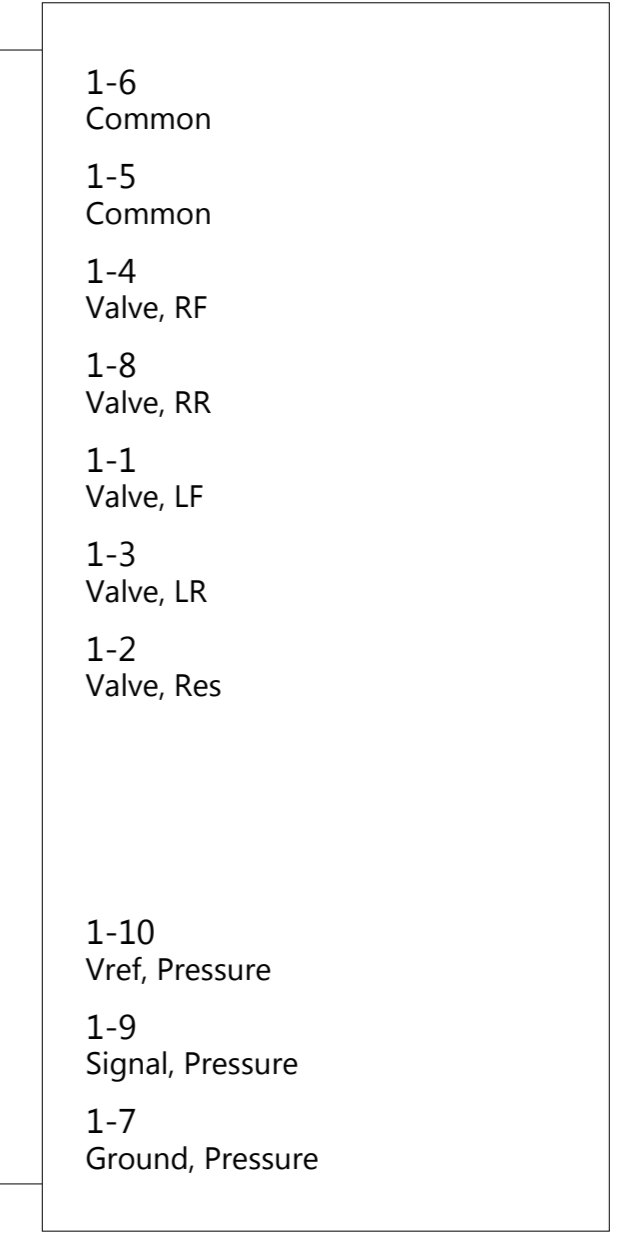 1-6
Common
1-5
Common
1-4
Valve, RF
1-8
Valve, RR
1-1
Valve, LF
1-3
Valve, LR
1-2
Valve, Res
1-10
Vref, Pressure
1-9
Signal, Pressure
1-7
Ground, Pressure